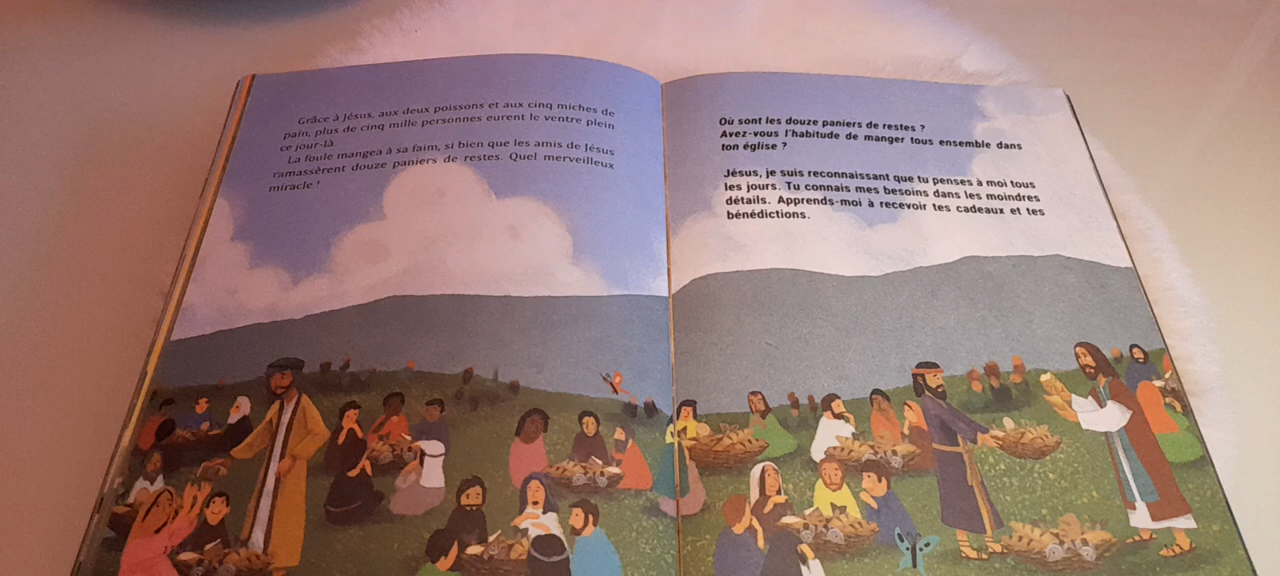 Grâce à Jésus, aux deux poissons et aux cinq miches de
pain, plus de cinq mille personnes eurent le ventre plein
ce jour-là.
La foule mangea à sa faim, si bien que les amis de Jésus
ramassèrent douze paniers de restes. Quel merveilleux
miracle !
Où sont les douze paniers de restes ?
Avez-vous l'habitude de manger tous ensemble dans
ton église ?
Jésus, je suis reconnaissant que tu penses à moi tous
les jours. Tu connais mes besoins dans les moindres
détails. Apprends-moi à recevoir tes cadeaux et tes
bénédictions.